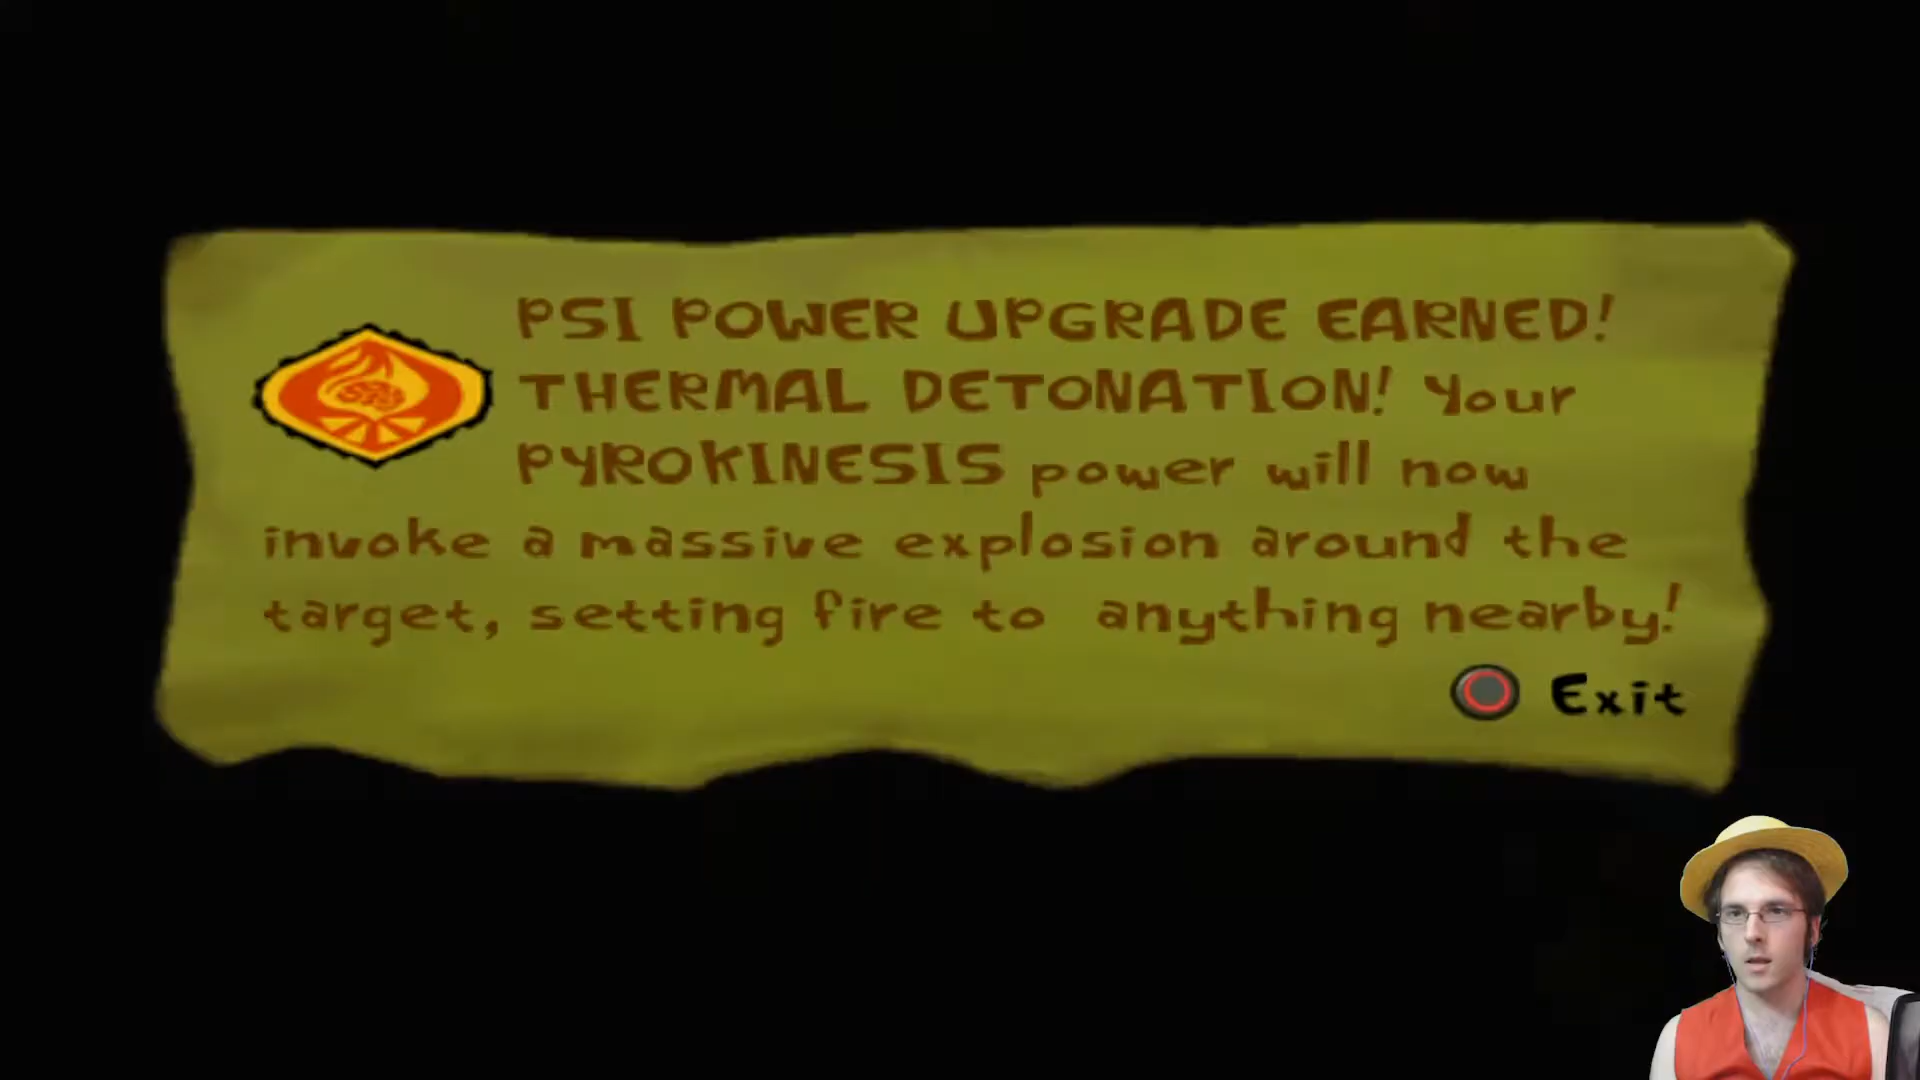 PSI POWER UPGRADE EARNED!
THERMAL DETONATION! Your
PYROKINESIS power will now
invoke a massive explosion around the
target, setting fire to anything nearby!
Exit